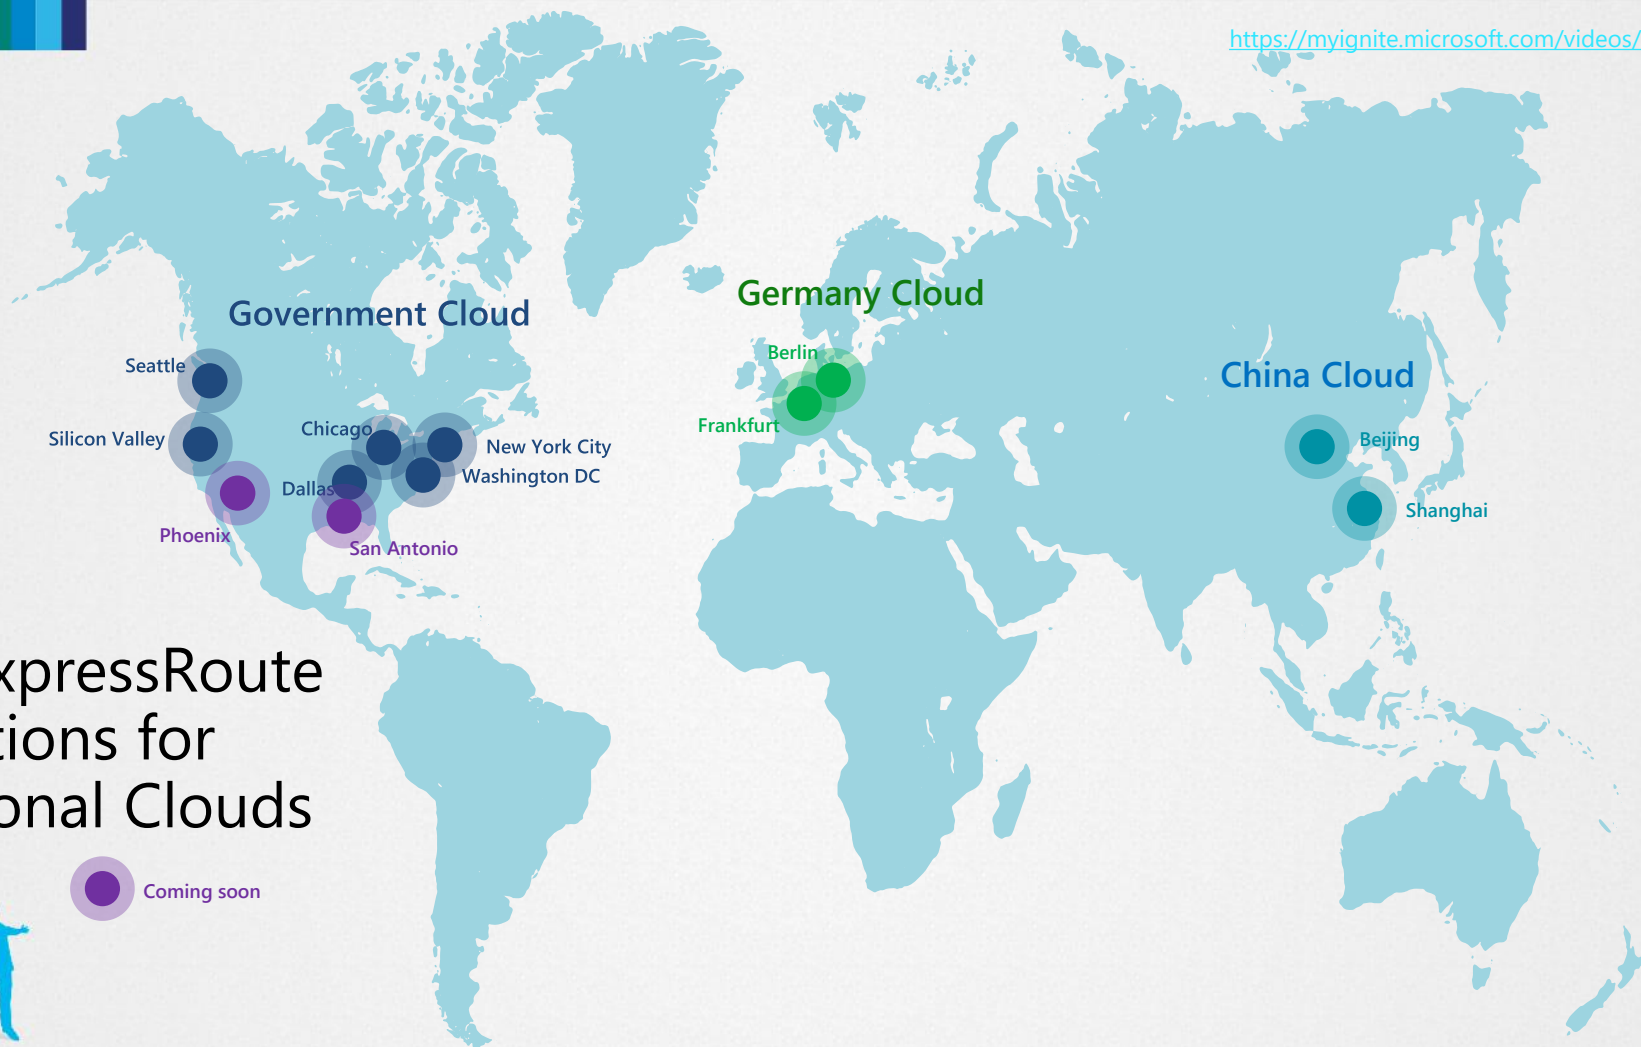 https://myignite.microsoft.com/videos/
Germany Cloud
Government Cloud
Berlin
Seattle
China Cloud
Frankfurt
Chicago
Silicon Valley
Beijing
New York City
Washington DC
Dallas
Shanghai
Phoenix
San Antonio
xpressRoute
tions for
onal Clouds
Coming soon